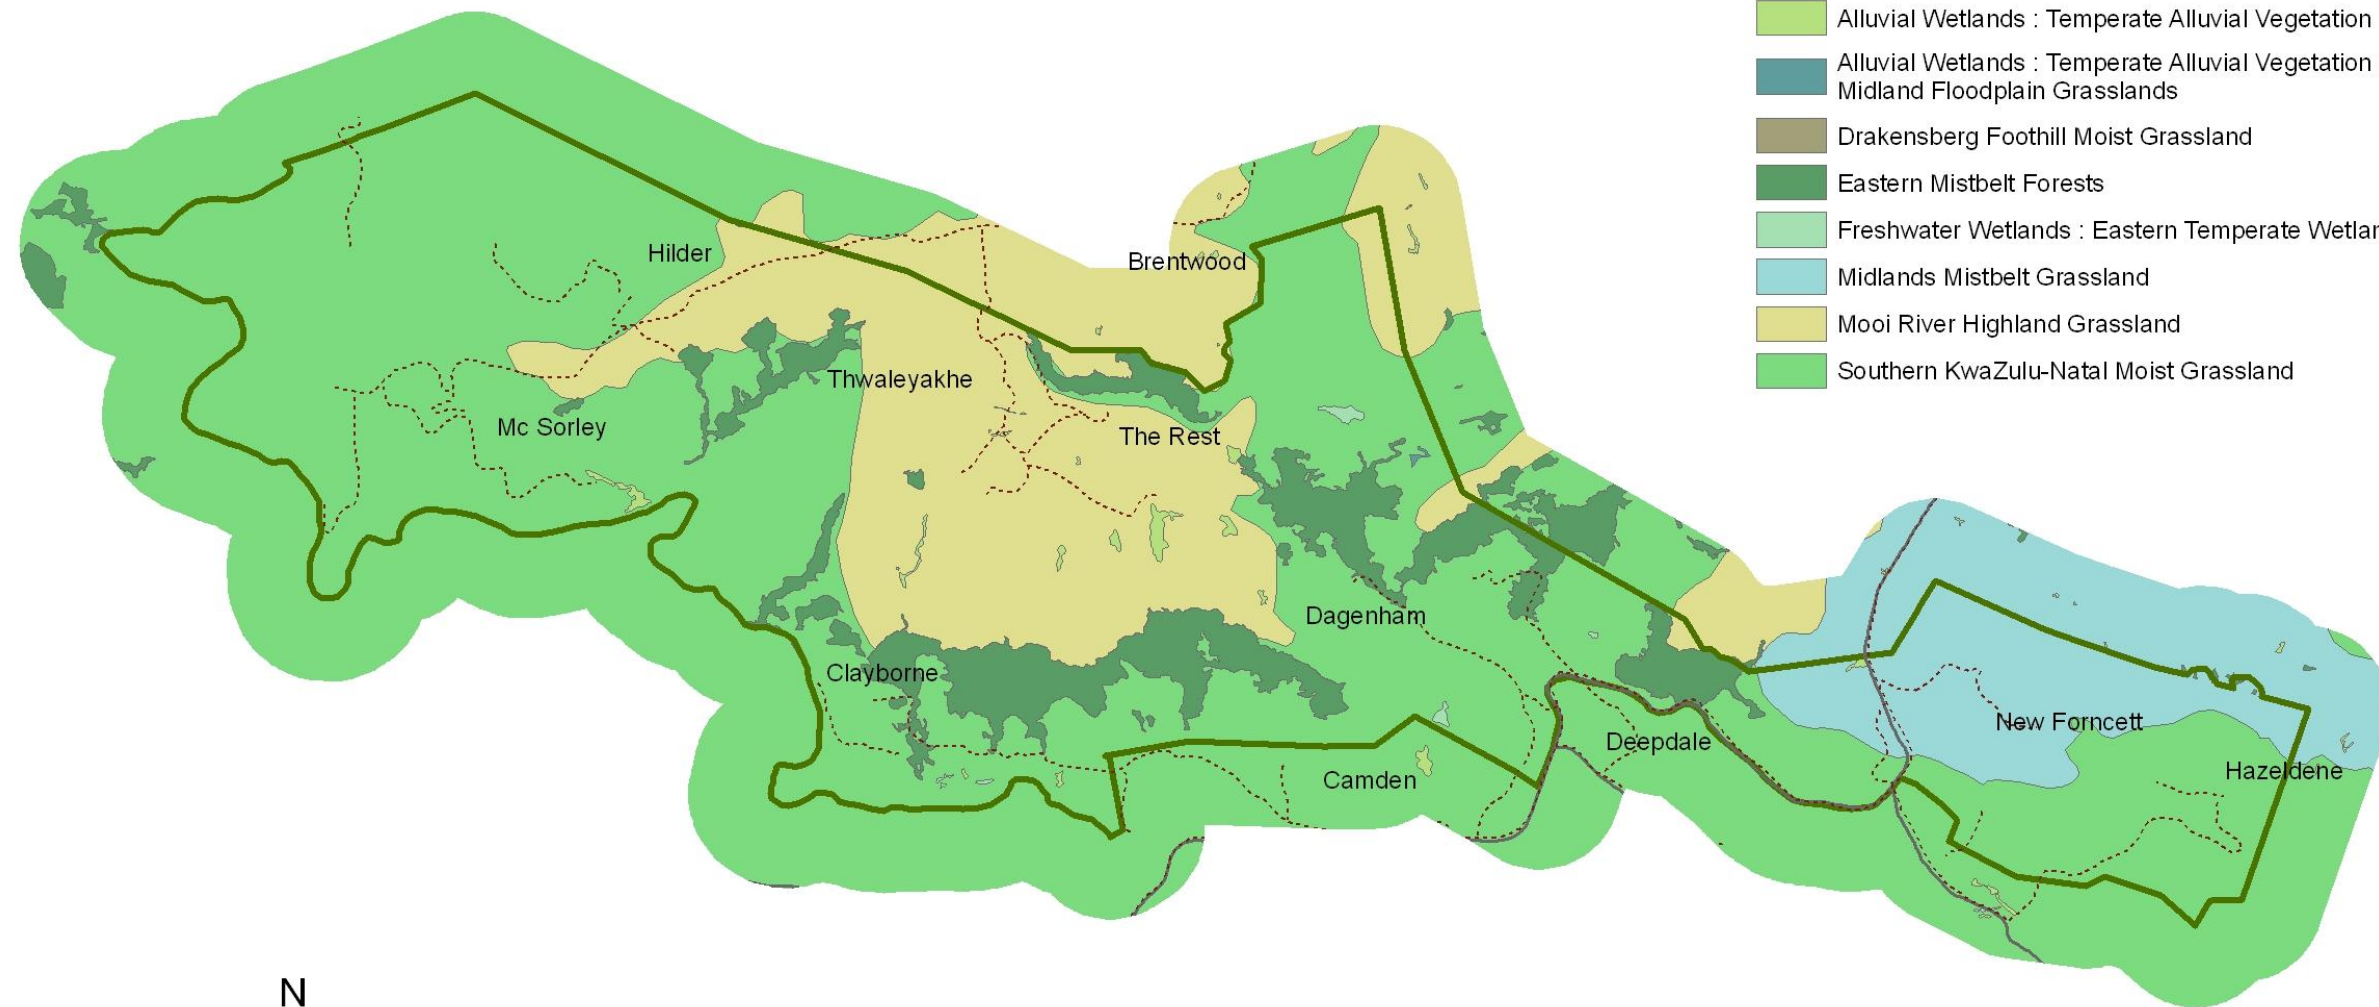 Alluvial Wetlands : Temperate Alluvial Vegetation
Alluvial Wetlands : Temperate Alluvial Vegetation
Midland Floodplain Grasslands
Drakensberg Foothill Moist Grassland
Eastern Mistbelt Forests
Freshwater Wetlands : Eastern Temperate Wetlan
Midlands Mistbelt Grassland
Mooi River Highland Grassland
Southern KwaZulu-Natal Moist Grassland
Hilder
Brentwood
Thwaleyakhe
Mc Sorley
The Rest
Dagenham
Clayborne
New Forncett
Deepdale
Hazeldene
Camden
N